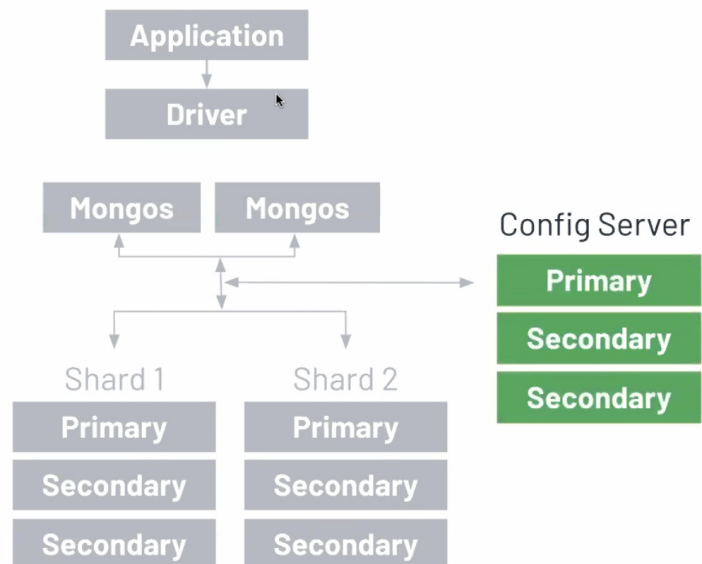 Application
Driver
Mongos Mongos
Config Server
Primary
Secondary
Secondary
Shard 1 Shard 2
Primary Primary
Secondary Secondary
Secondary Secondary